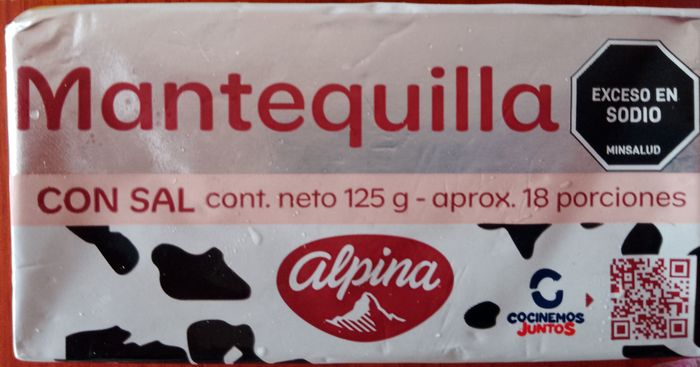 Mantequilla
EXCESO EN
SODIO
MINSALUD
CON SAL cont. neto 125 g - aprox. 18 porciones
alpina
COCINEMOS
JUNTOS